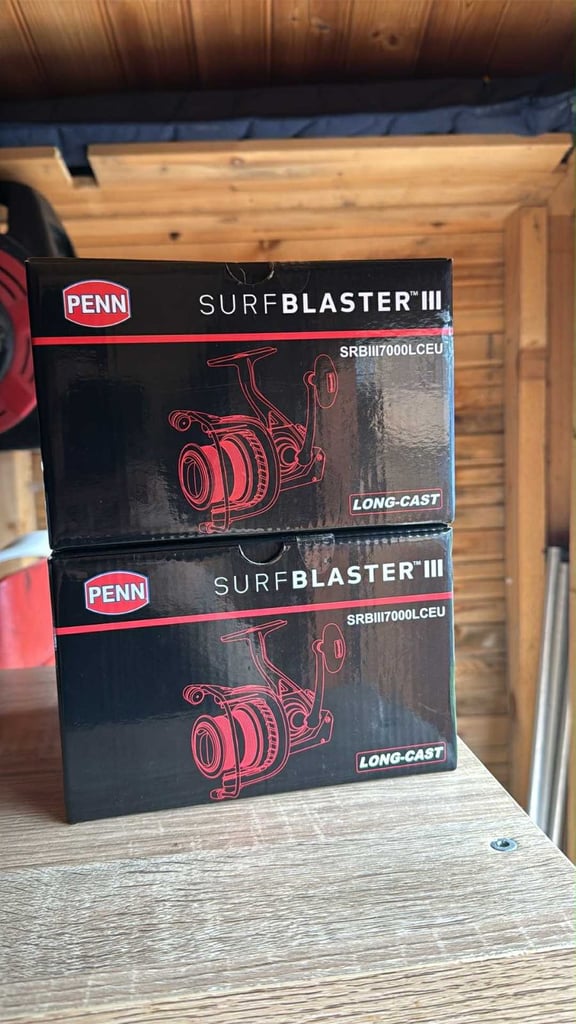 PENN
SURFBLASTER™ III
SRBIII7000LCEU
LONG-CAST
PENN
SURFBLASTER™ III
SRBIII7000LCEU
LONG-CAST